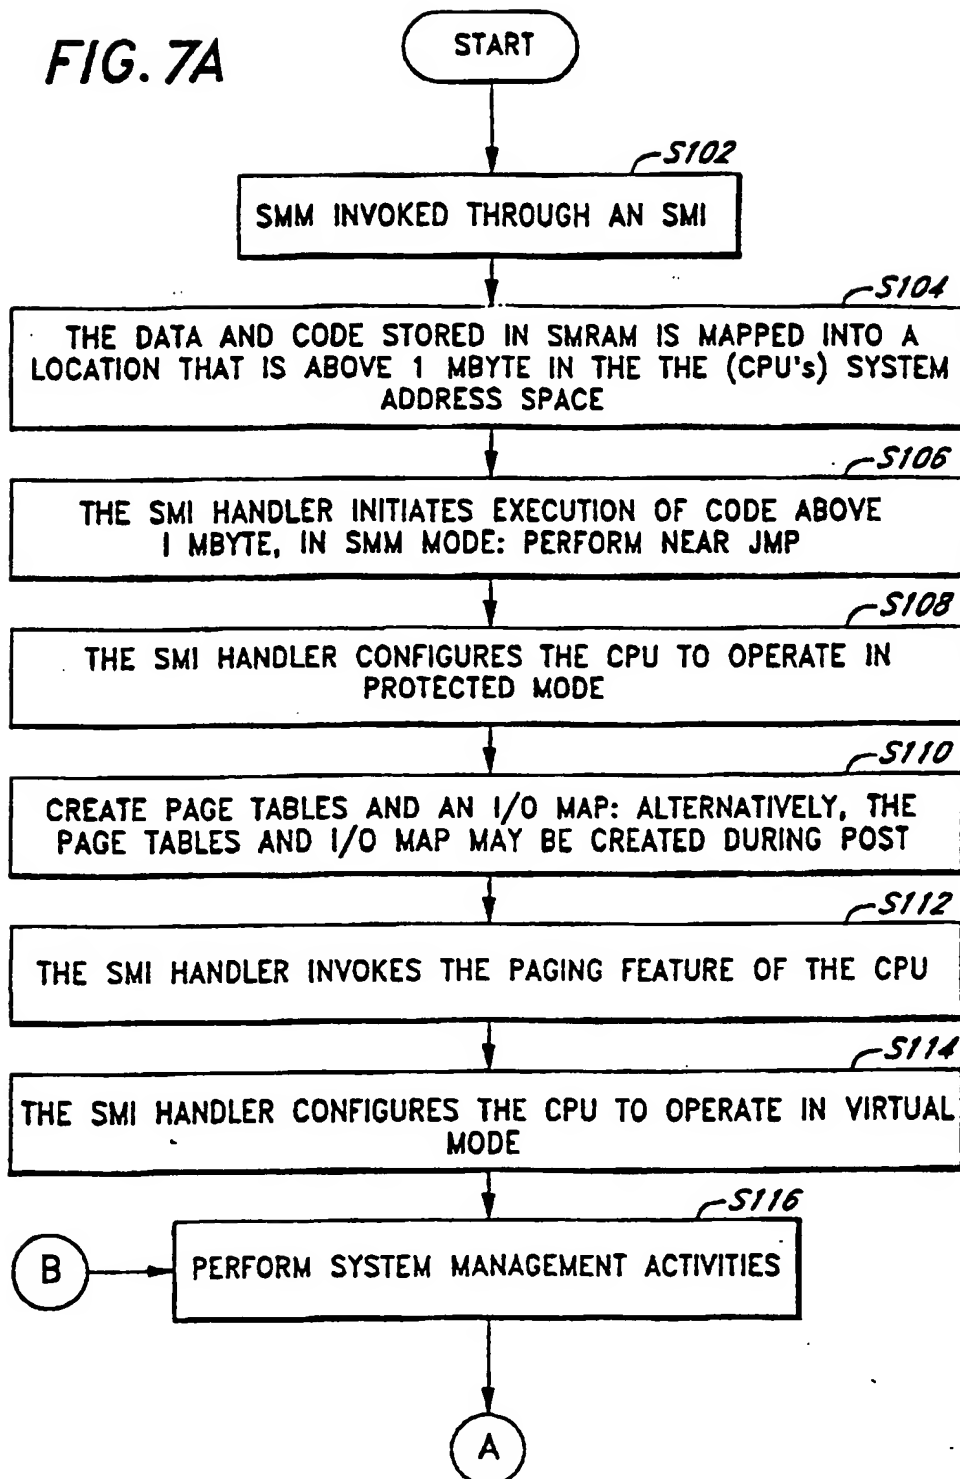 FIG. 7A
START
S102
SMM INVOKED THROUGH AN SMI
S104
THE DATA AND CODE STORED IN SMRAM IS MAPPED INTO A
LOCATION THAT IS ABOVE 1 MBYTE IN THE THE (CPU's) SYSTEM
ADDRESS SPACE
S106
THE SMI HANDLER INITIATES EXECUTION OF CODE ABOVE
1 MBYTE, IN SMM MODE: PERFORM NEAR JMP
S108
THE SMI HANDLER CONFIGURES THE CPU TO OPERATE IN
PROTECTED MODE
S110
CREATE PAGE TABLES AND AN I/O MAP: ALTERNATIVELY, THE
PAGE TABLES AND I/O MAP MAY BE CREATED DURING POST
S112
THE SMI HANDLER INVOKES THE PAGING FEATURE OF THE CPU
S114
THE SMI HANDLER CONFIGURES THE CPU TO OPERATE IN VIRTUAL
MODE
S116
B
PERFORM SYSTEM MANAGEMENT ACTIVITIES
A